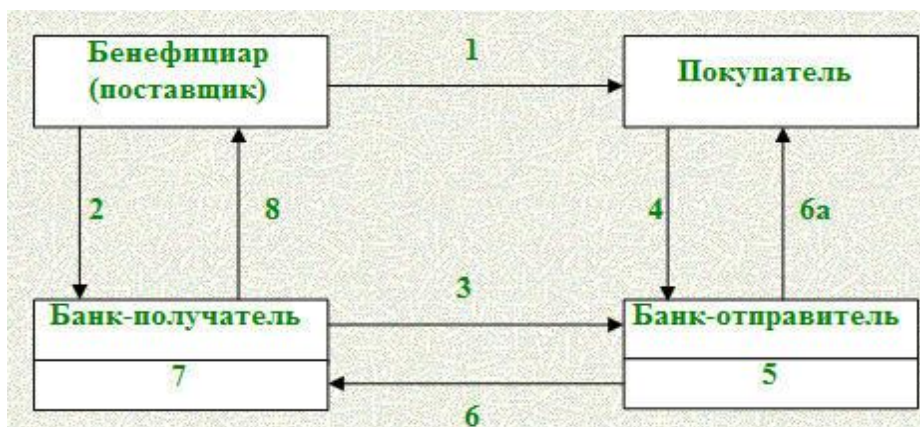 Бенефициар
(поставщик)
1
Покупатель
2
8
4
6а
3
Банк-получатель
Банк-отправитель
7
5
6